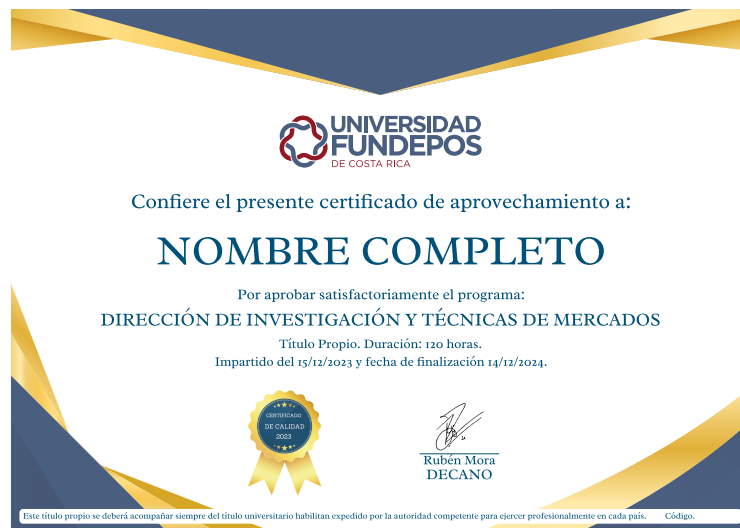 UNIVERSIDAD
FUNDEPOS
DE COSTA RICA
Confiere el presente certificado de aprovechamiento a:
NOMBRE COMPLETO
Por aprobar satisfactoriamente el programa:
DIRECCIÓN DE INVESTIGACIÓN Y TÉCNICAS DE MERCADOS
Título Propio. Duración: 120 horas.
Impartido del 15/12/2023 y fecha de finalización 14/12/2024.
CERTIFICADO
DE CALIDAD
2023
Rubén Mora
DECANO
Este título propio se deberá acompañar siempre del título universitario habilitan expedido por la autoridad competente para ejercer profesionalmente en cada país. Código.